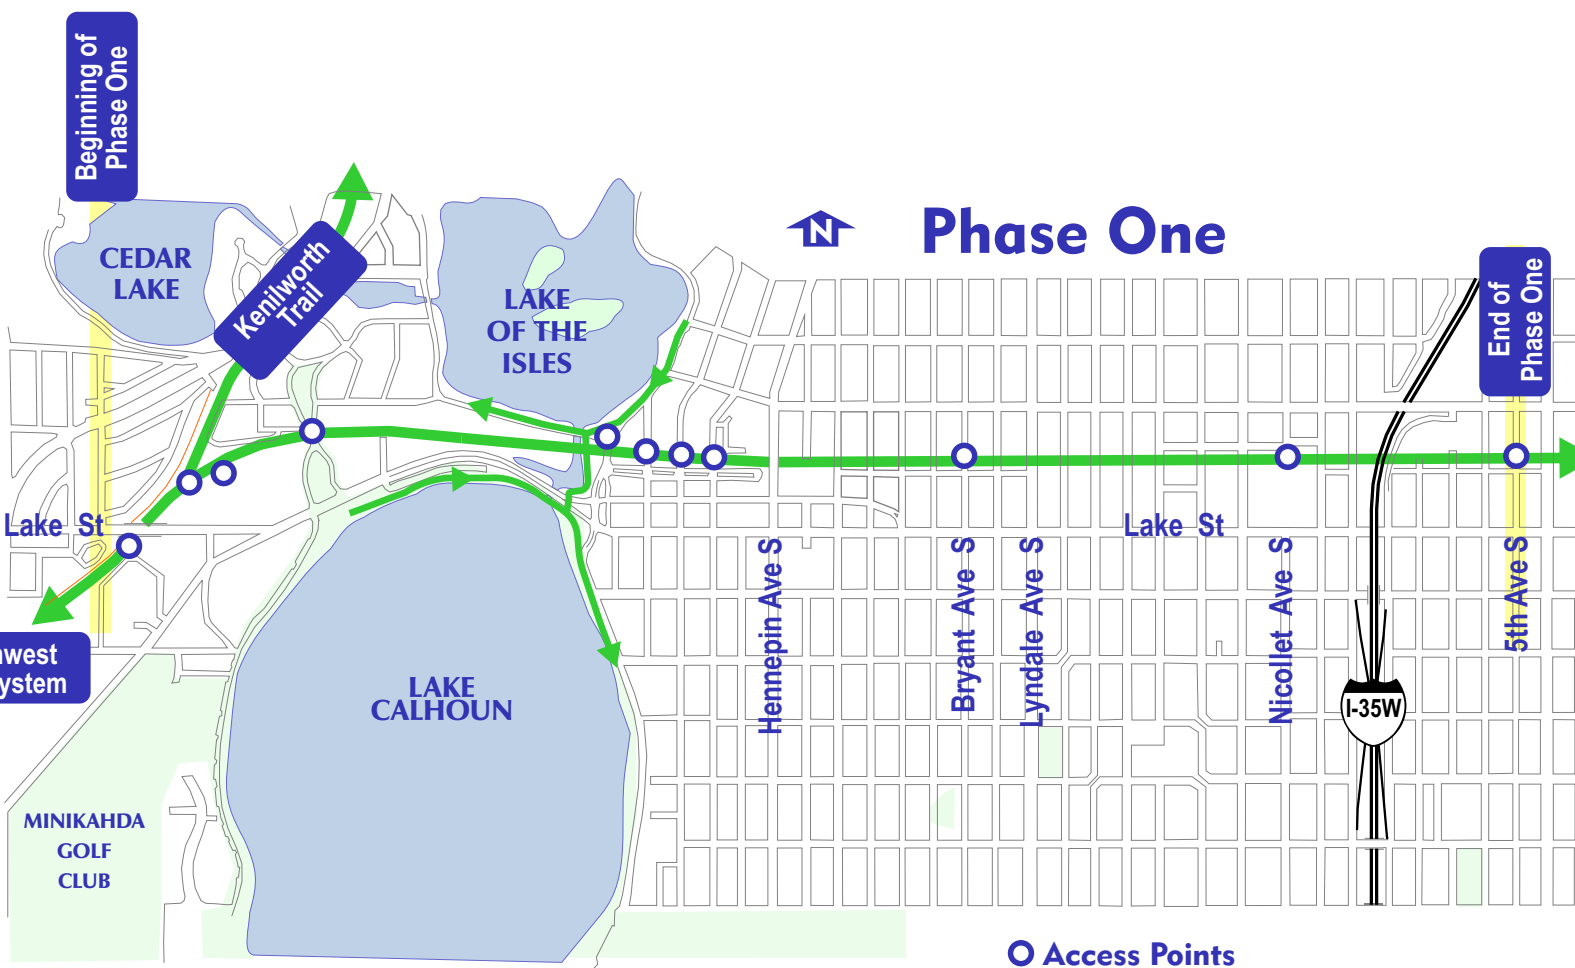 Beginning of
Phase One
N
Phase One
CEDAR
LAKE
Kenilworth
Trail
LAKE
OF THE
ISLES
End of
Phase One
Lake St
Lake St
Hennepin Ave S
Bryant Ave S
Lyndale Ave S
Nicollet Ave S
5th Ave S
west
ystem
LAKE
CALHOUN
I-35W
MINIKAHDA
GOLF
CLUB
Access Points